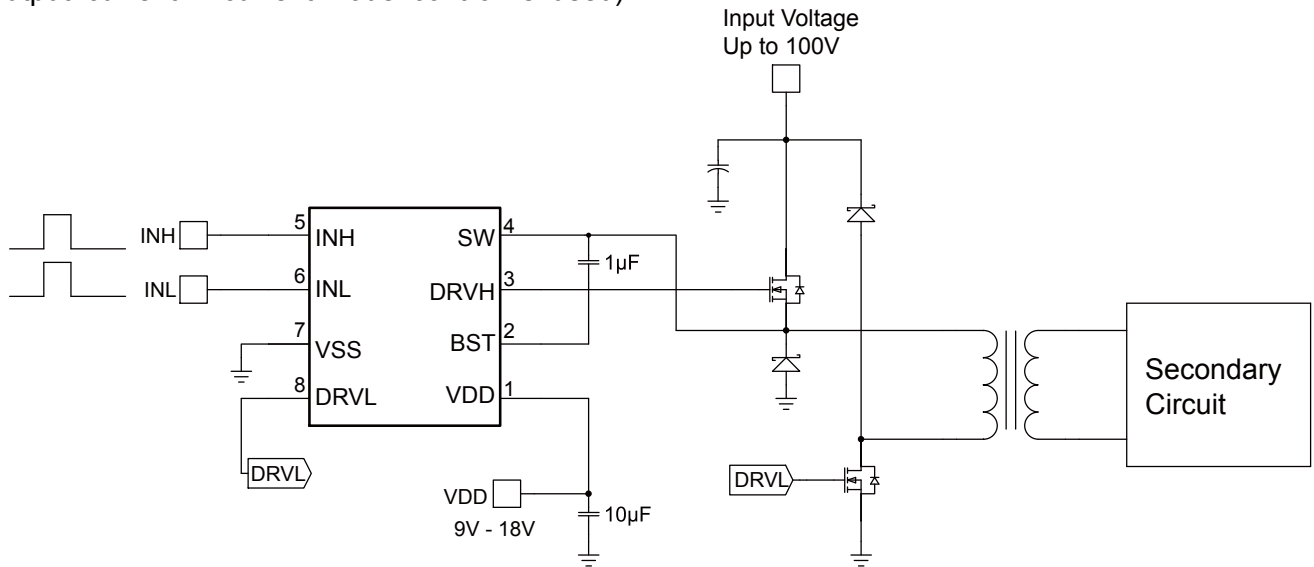 Input Voltage
Up to 100V
INH
5
INH
SW
4
1µF
INL
6
INL
DRVH
3
7
VSS
BST
2
8
DRVL
VDD
1
DRVL
VDD
9V - 18V
10µF
DRVL
Secondary
Circuit